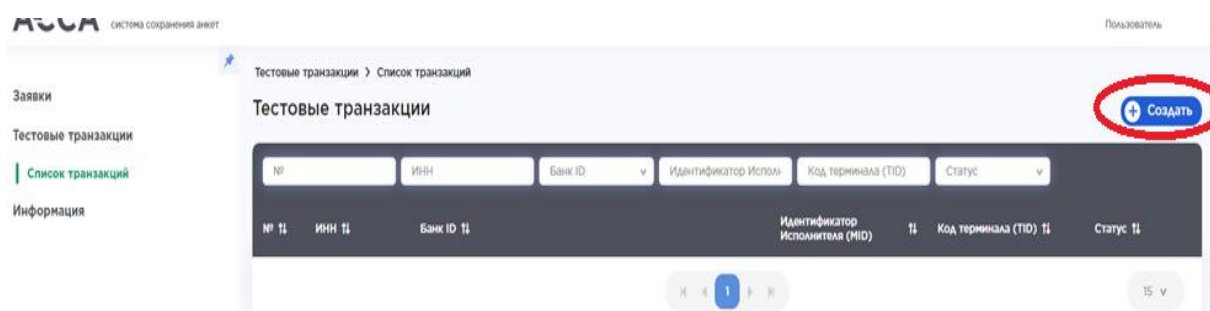 АССА система сохранения анкет
Пользователь
Тестовые транзакции > Список транзакций
Заявки
Тестовые транзакции
+ Создать
Тестовые транзакции
Список транзакций
Информация
№ ИНН Банк ID Идентификатор Исполн Код терминала (TID) Статус
№ ИНН Банк ID Идентификатор Исполнителя (MID) Код терминала (TID) Статус
1
15